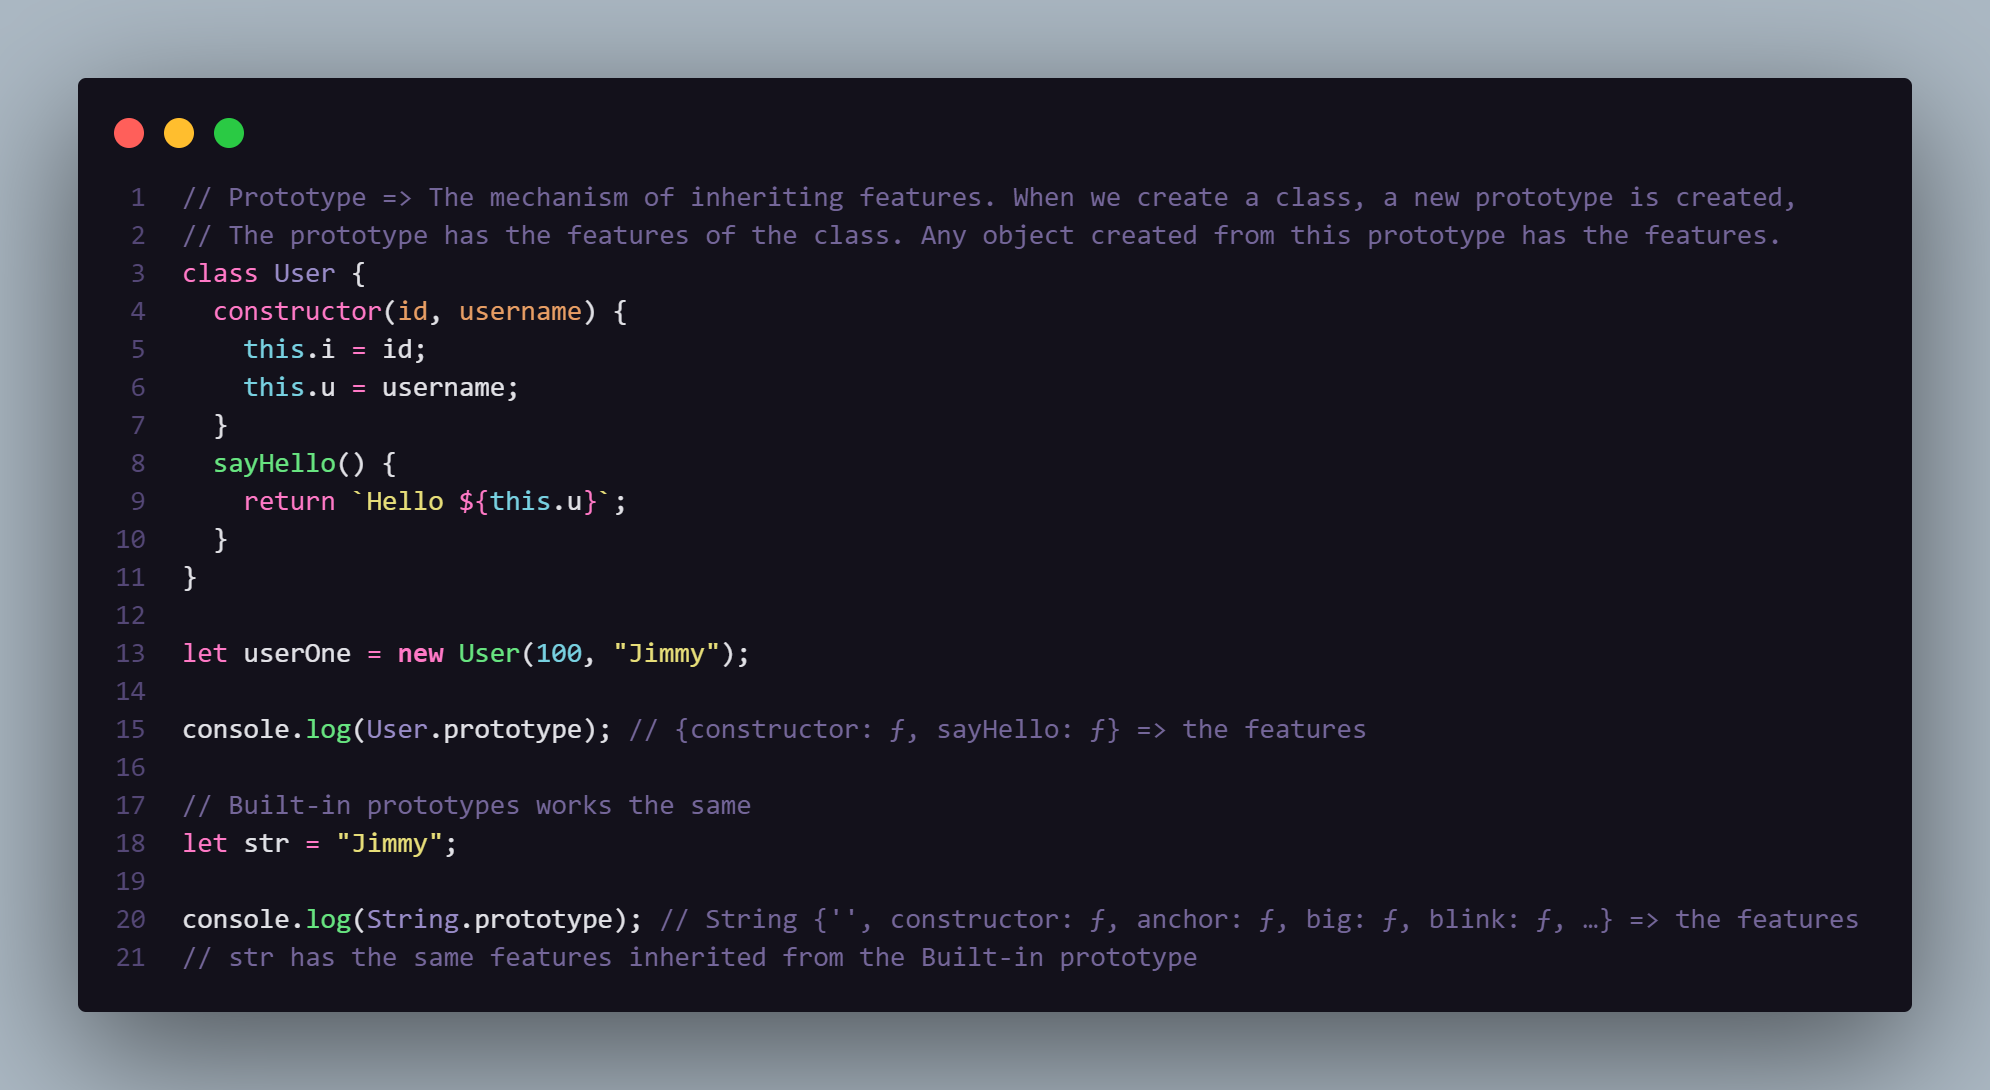 1 // Prototype => The mechanism of inheriting features. When we create a class, a new prototype is created,
2 // The prototype has the features of the class. Any object created from this prototype has the features.
3 class User {
4   constructor(id, username) {
5     this.i = id;
6     this.u = username;
7   }
8   sayHello() {
9     return `Hello ${this.u}`;
10   }
11 }
12
13 let userOne = new User(100, "Jimmy");
14
15 console.log(User.prototype); // {constructor: ƒ, sayHello: ƒ} => the features
16
17 // Built-in prototypes works the same
18 let str = "Jimmy";
19
20 console.log(String.prototype); // String {'', constructor: ƒ, anchor: ƒ, big: ƒ, blink: ƒ, …} => the features
21 // str has the same features inherited from the Built-in prototype